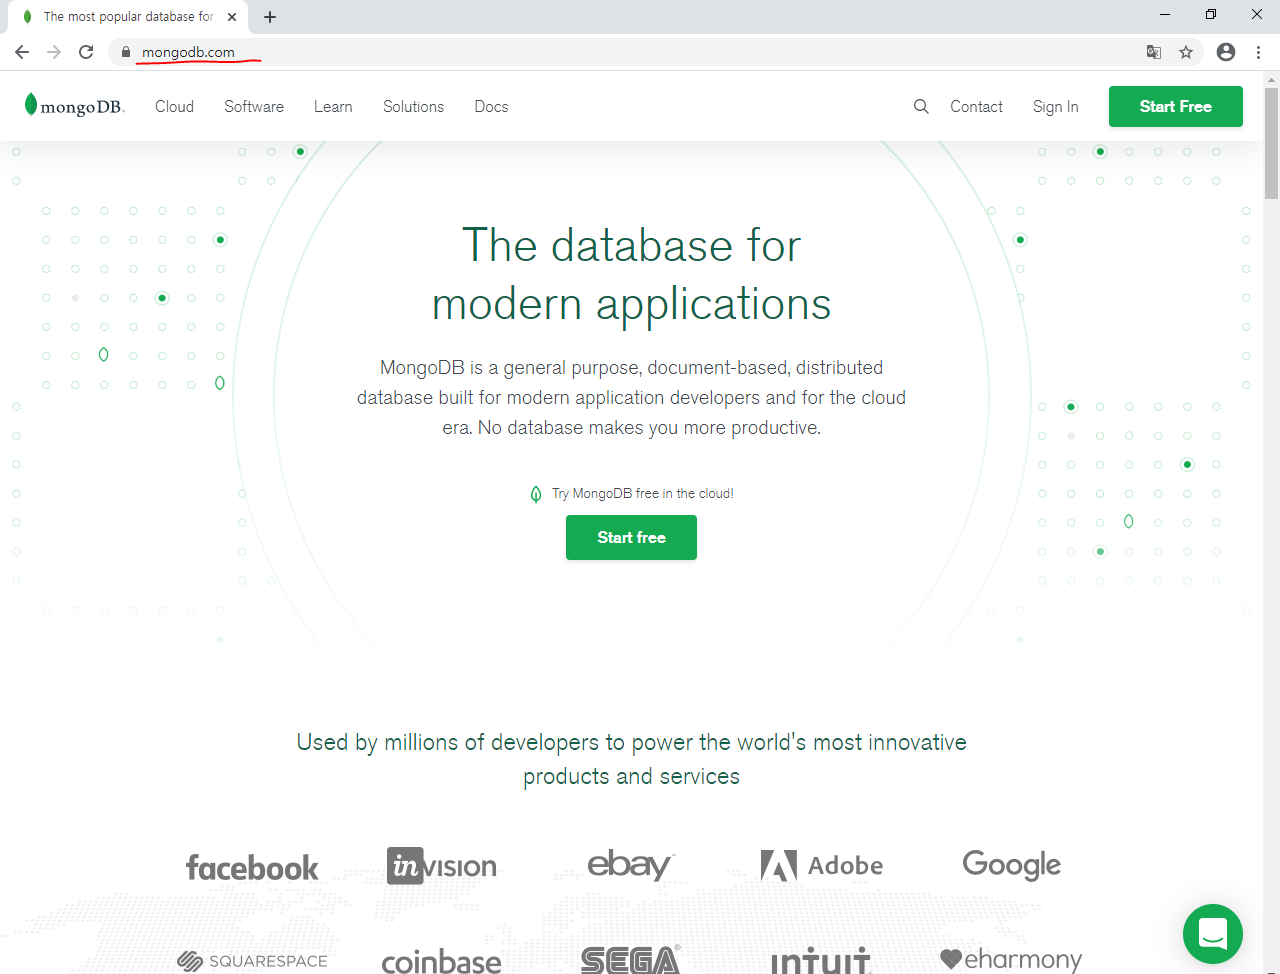 The most popular database for
mongodb.com
mongoDB.
Cloud
Software
Learn
Solutions
Docs
Contact
Sign In
Start Free
The database for
modern applications
MongoDB is a general purpose, document-based, distributed
database built for modern application developers and for the cloud
era. No database makes you more productive.
Try MongoDB free in the cloud!
Start free
Used by millions of developers to power the world's most innovative
products and services
facebook
inVISION
ebay™
Adobe
Google
SQUARESPACE
coinbase
SEGA®
intuit
eharmony